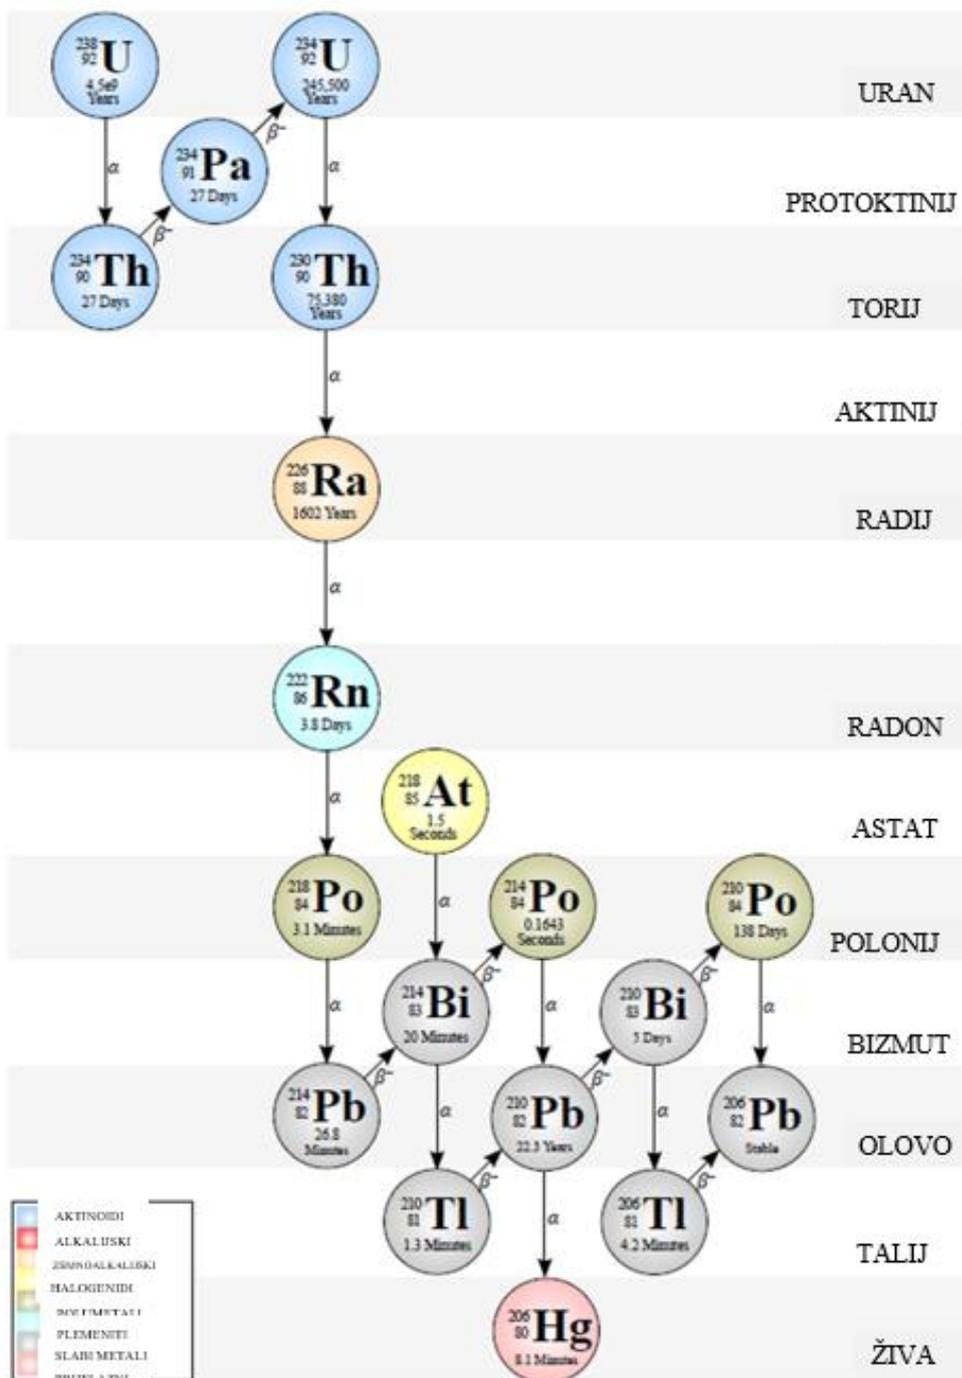 238
92 U
4.5e9
Years
234
92 U
245,500
Years
URAN
α
β⁻
α
234
91 Pa
27 Days
PROTOKTINIJ
β⁻
234
90 Th
27 Days
230
90 Th
75,380
Years
TORIJ
α
AKTINIJ
226
88 Ra
1602 Years
RADIJ
α
222
86 Rn
3.8 Days
RADON
α
218
85 At
1.5
Seconds
ASTAT
218
84 Po
3.1 Minutes
α
214
84 Po
0.1643
Seconds
210
84 Po
138 Days
POLONIJ
α
β⁻
α
β⁻
α
214
83 Bi
20 Minutes
210
83 Bi
5 Days
BIZMUT
β⁻
β⁻
214
82 Pb
26.8
Minutes
α
210
82 Pb
22.3 Years
α
206
82 Pb
Stable
OLOVO
β⁻
β⁻
210
81 Tl
1.3 Minutes
α
206
81 Tl
4.2 Minutes
TALIJ
206
80 Hg
8.1 Minutes
ŽIVA
AKTINOIDI
ALKALIJSKI
ZEMNOALKALIJSKI
HALOGENIDI
POLUMETALI
PLEMENITI
SLABI METALI